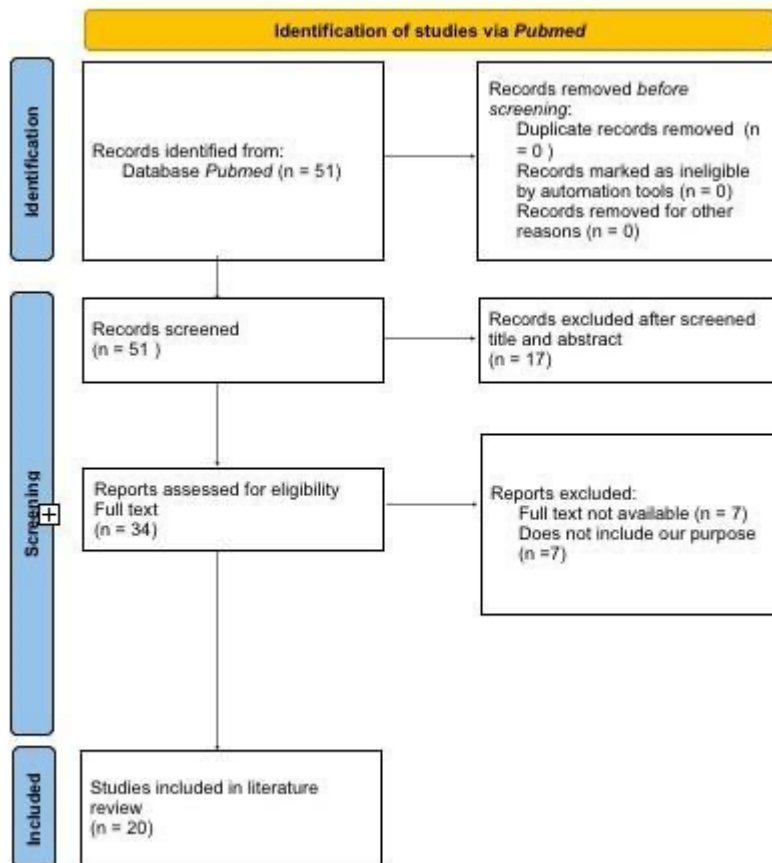 Identification of studies via Pubmed
Identification
Records identified from:
Database Pubmed (n = 51)
Records removed before
screening:
Duplicate records removed  (n
= 0 )
Records marked as ineligible
by automation tools (n = 0)
Records removed for other
reasons (n = 0)
Screening
Records screened
(n = 51 )
Records excluded after screened
title and abstract
(n = 17)
Reports assessed for eligibility
Full text
(n = 34)
Reports excluded:
Full text not available (n = 7)
Does not include our purpose
(n =7)
Included
Studies included in literature
review
(n = 20)